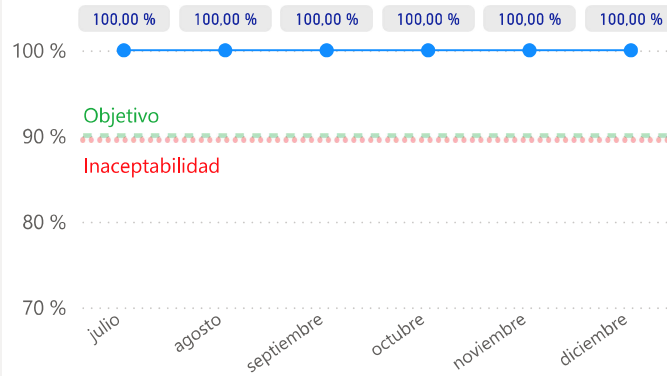 100,00 % 100,00 % 100,00 % 100,00 % 100,00 % 100,00 %
100 %
Objetivo
90 %
Inaceptabilidad
80 %
70 %
julio agosto septiembre octubre noviembre diciembre